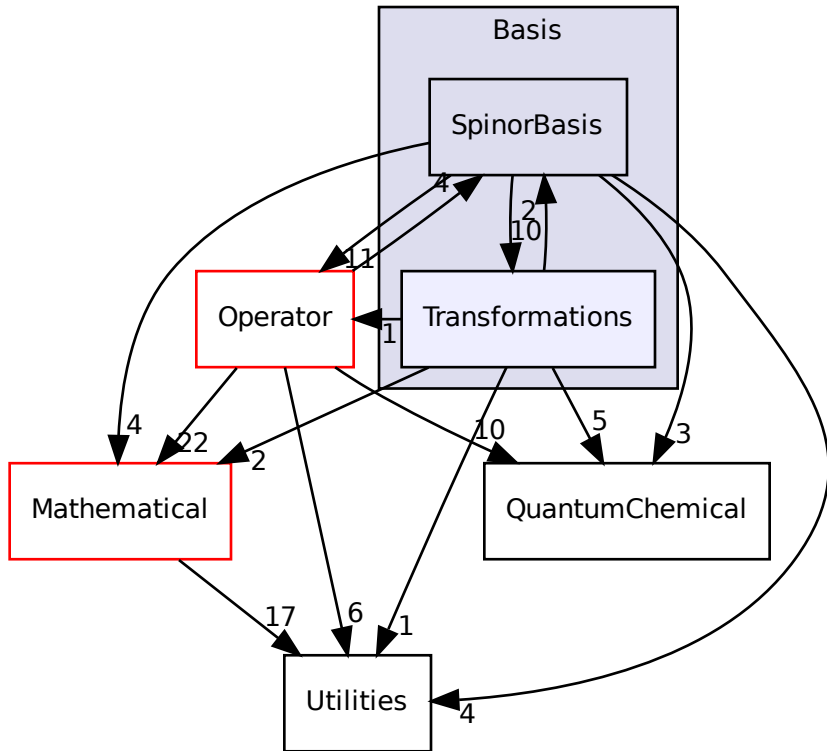 Basis
SpinorBasis
4
2
10
11
Operator
Transformations
1
4
22
2
10
5
3
Mathematical
QuantumChemical
17
6
1
Utilities
4